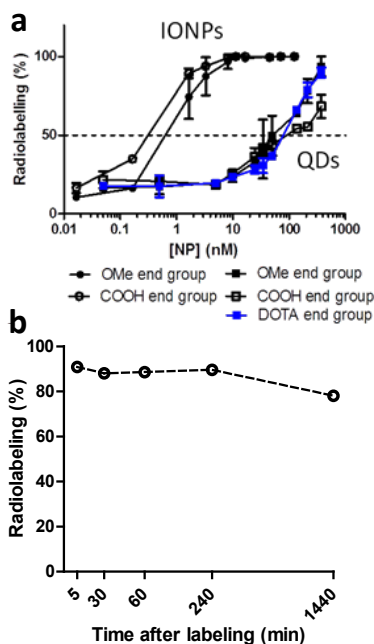 a
IONPs
Radiolabelling (%)
100
50
0
QDs
0.01 0.1 1 10 100 1000
[NP] (nM)
OMe end group OMe end group
COOH end group COOH end group
DOTA end group
b
Radiolabeling (%)
100
80
60
40
20
0
5 30 60 240 1440
Time after labeling (min)